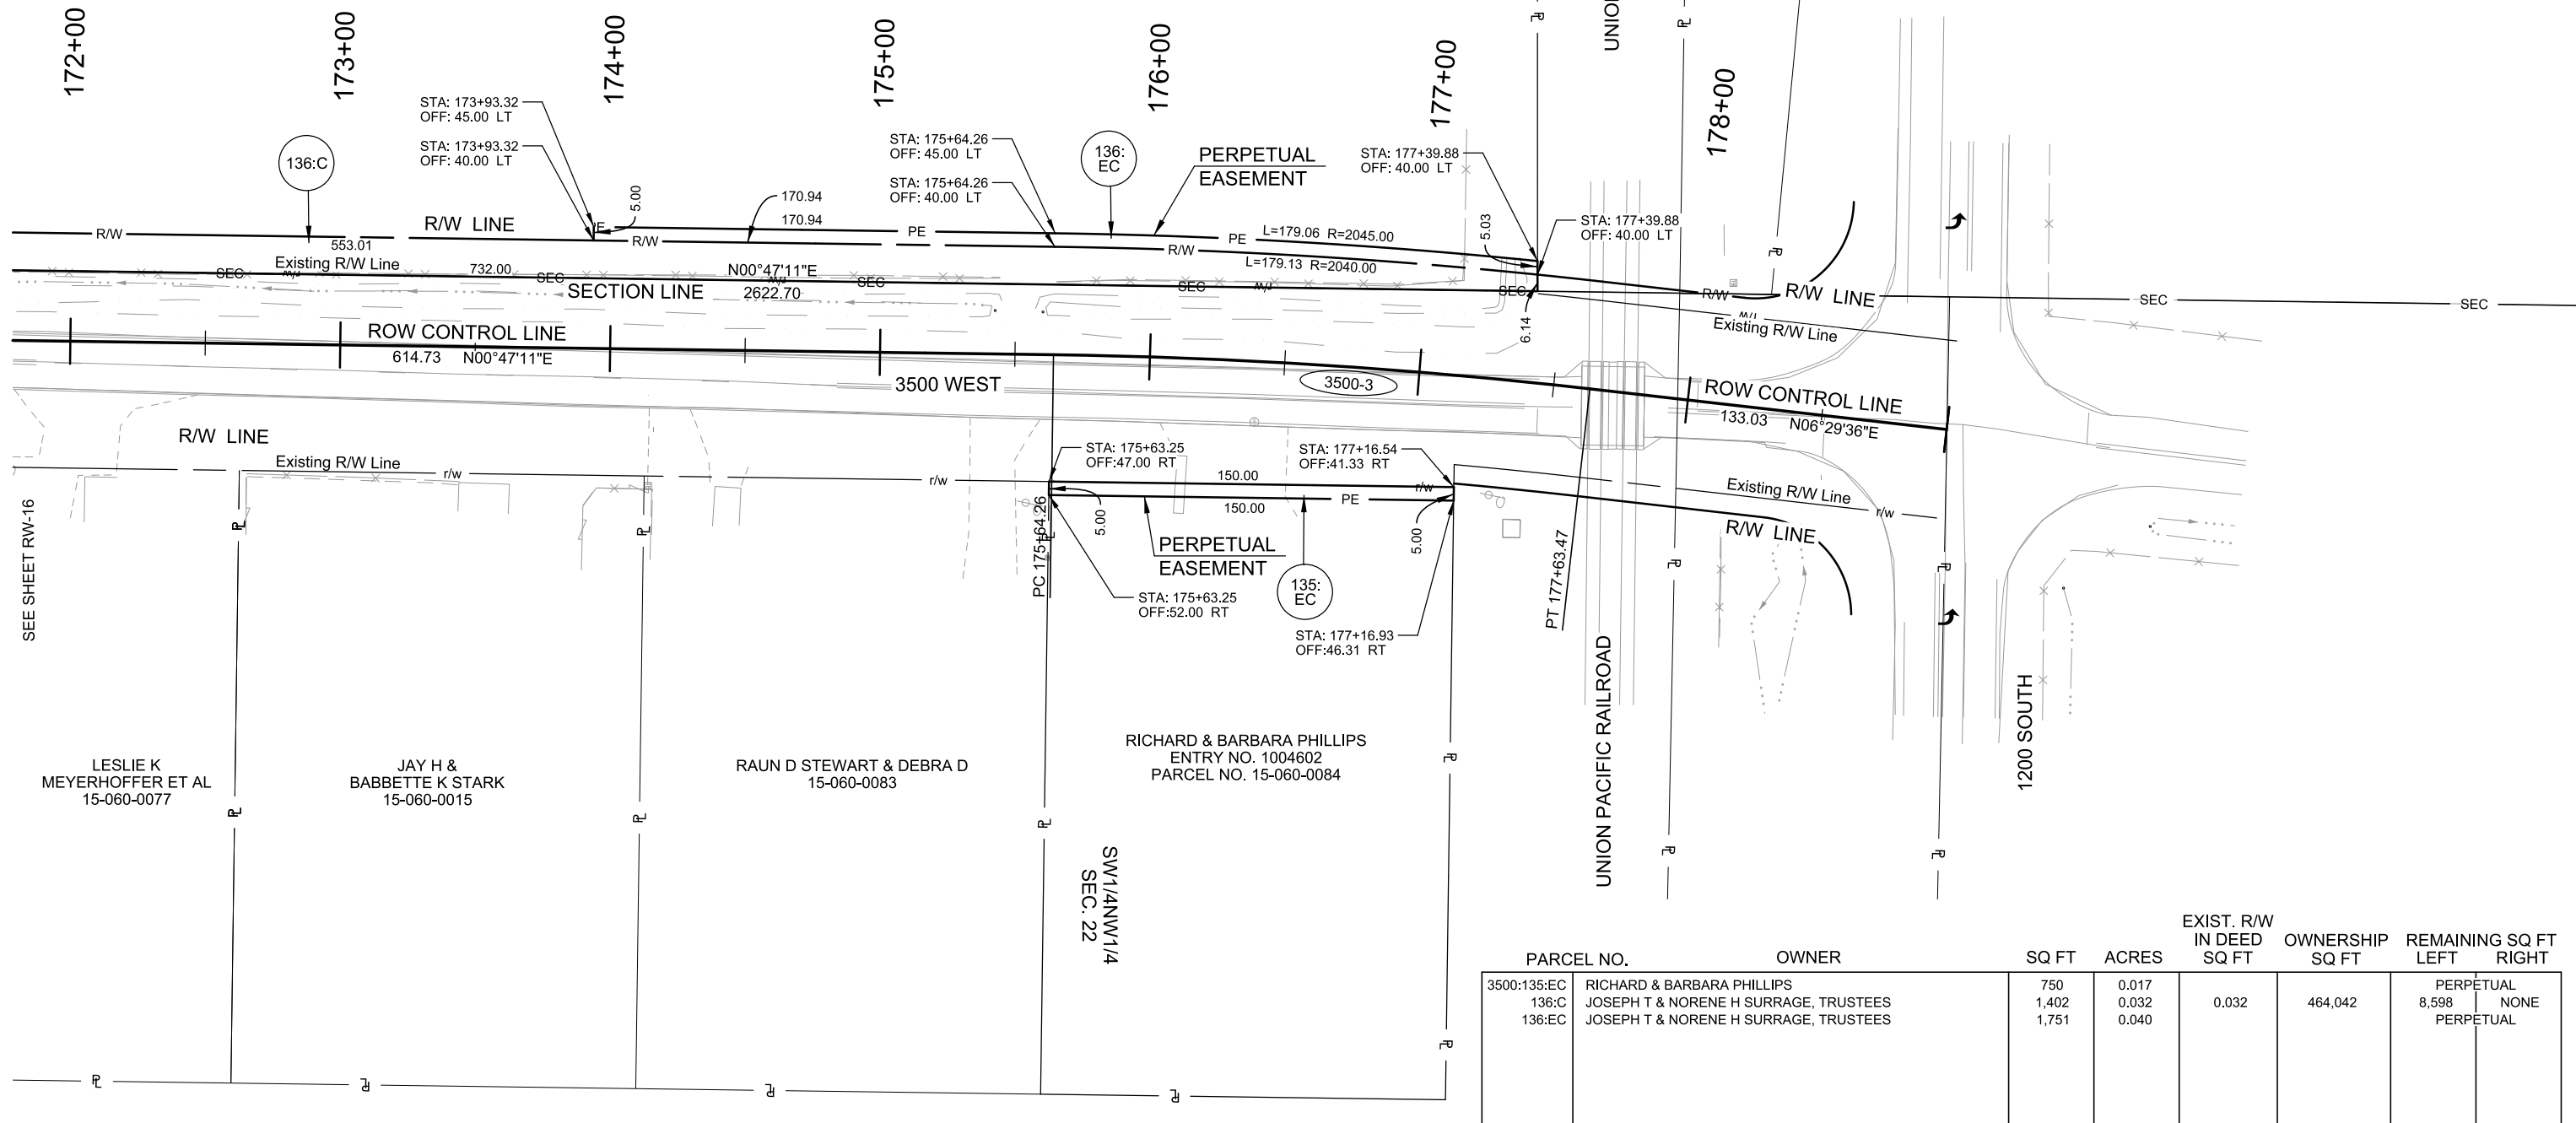 172+00
173+00
174+00
175+00
176+00
177+00
178+00
UNION
STA: 173+93.32
OFF: 45.00 LT
STA: 173+93.32
OFF: 40.00 LT
136:C
5.00
170.94
170.94
STA: 175+64.26
OFF: 45.00 LT
STA: 175+64.26
OFF: 40.00 LT
136:
EC
PERPETUAL
EASEMENT
STA: 177+39.88
OFF: 40.00 LT
STA: 177+39.88
OFF: 40.00 LT
5.03
6.14
R/W
553.01
R/W LINE
R/W
PE
R/W
PE
L=179.06 R=2045.00
L=179.13 R=2040.00
R/W
R/W LINE
SEC
SEC
Existing R/W Line
SEC
732.00
SEC
N00°47'11"E
SEC
SECTION LINE
2622.70
SEC
SEC
Existing R/W Line
ROW CONTROL LINE
614.73 N00°47'11"E
3500 WEST
3500-3
ROW CONTROL LINE
133.03 N06°29'36"E
R/W LINE
Existing R/W Line
r/w
r/w
STA: 175+63.25
OFF:47.00 RT
150.00
STA: 177+16.54
OFF:41.33 RT
r/w
150.00
PE
5.00
5.00
Existing R/W Line
r/w
R/W LINE
PERPETUAL
EASEMENT
135:
EC
STA: 175+63.25
OFF:52.00 RT
STA: 177+16.93
OFF:46.31 RT
PC 175+64.26
PT 177+63.47
SEE SHEET RW-16
UNION PACIFIC RAILROAD
1200 SOUTH
LESLIE K
MEYERHOFFER ET AL
15-060-0077
JAY H &
BABBETTE K STARK
15-060-0015
RAUN D STEWART & DEBRA D
15-060-0083
RICHARD & BARBARA PHILLIPS
ENTRY NO. 1004602
PARCEL NO. 15-060-0084
SW1/4NW1/4
SEC. 22
PARCEL NO. OWNER SQ FT ACRES EXIST. R/W IN DEED SQ FT OWNERSHIP SQ FT REMAINING SQ FT LEFT RIGHT
3500:135:EC RICHARD & BARBARA PHILLIPS 750 0.017 PERPETUAL
136:C JOSEPH T & NORENE H SURRAGE, TRUSTEES 1,402 0.032 0.032 464,042 8,598 NONE
136:EC JOSEPH T & NORENE H SURRAGE, TRUSTEES 1,751 0.040 PERPETUAL